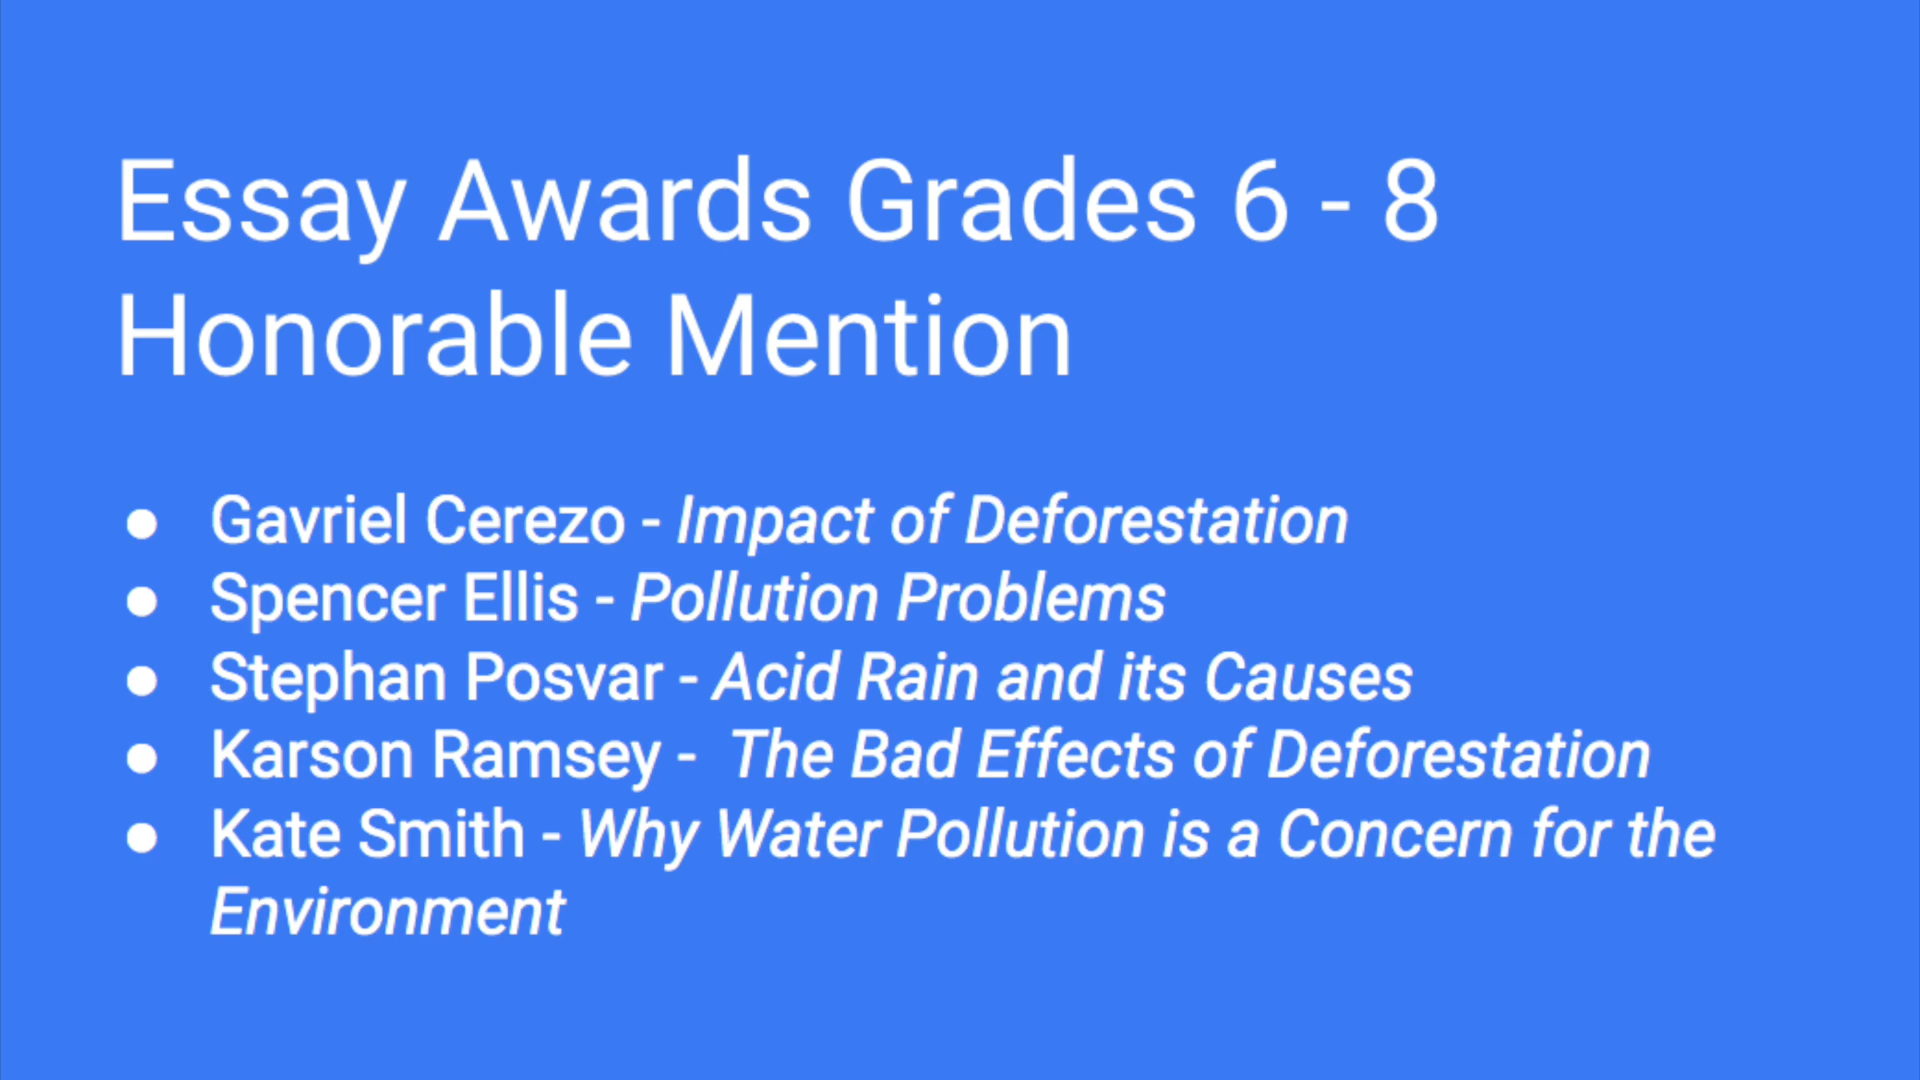 Essay Awards Grades 6 - 8
Honorable Mention
● Gavriel Cerezo - Impact of Deforestation
● Spencer Ellis - Pollution Problems
● Stephan Posvar - Acid Rain and its Causes
● Karson Ramsey -  The Bad Effects of Deforestation
● Kate Smith - Why Water Pollution is a Concern for the
Environment